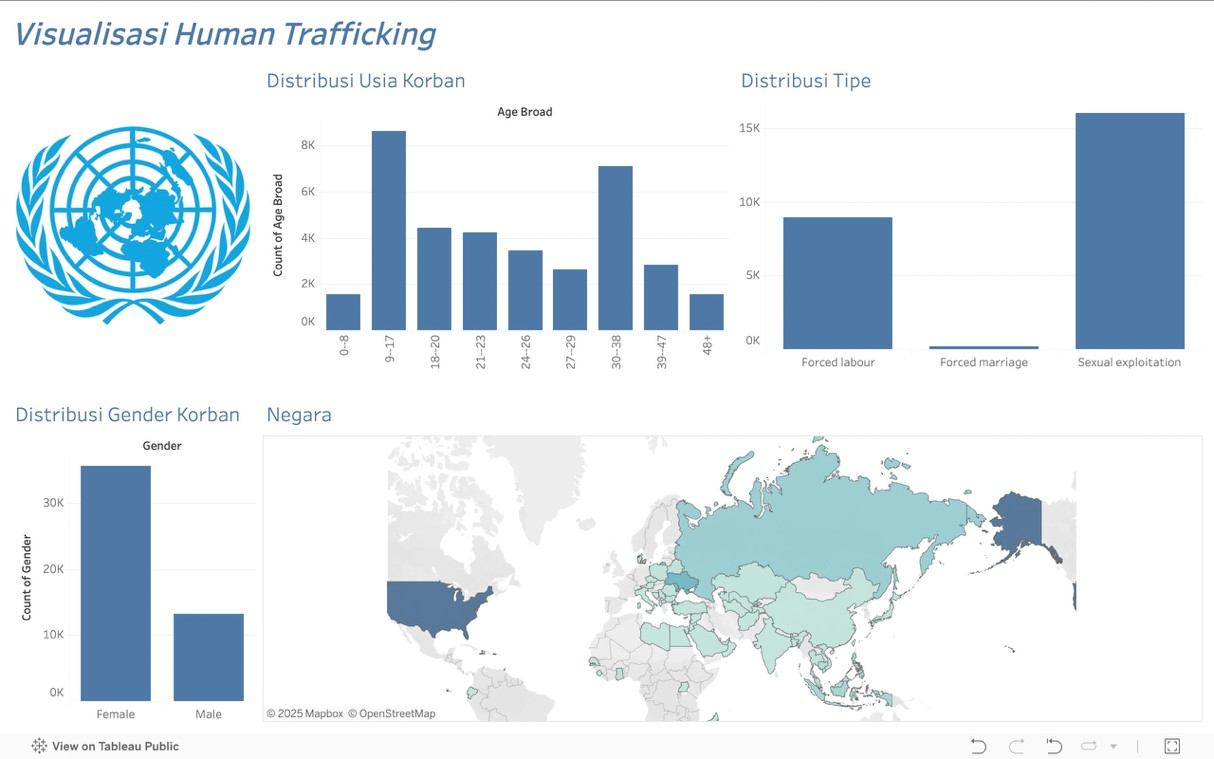 Visualisasi Human Trafficking
Distribusi Usia Korban
Age Broad
Count of Age Broad
8K
6K
4K
2K
0K
0--8
9--17
18--20
21--23
24--26
27--29
30--38
39--47
48+
Distribusi Tipe
15K
10K
5K
0K
Forced labour
Forced marriage
Sexual exploitation
Distribusi Gender Korban
Gender
Count of Gender
30K
20K
10K
0K
Female
Male
Negara
© 2025 Mapbox © OpenStreetMap
View on Tableau Public